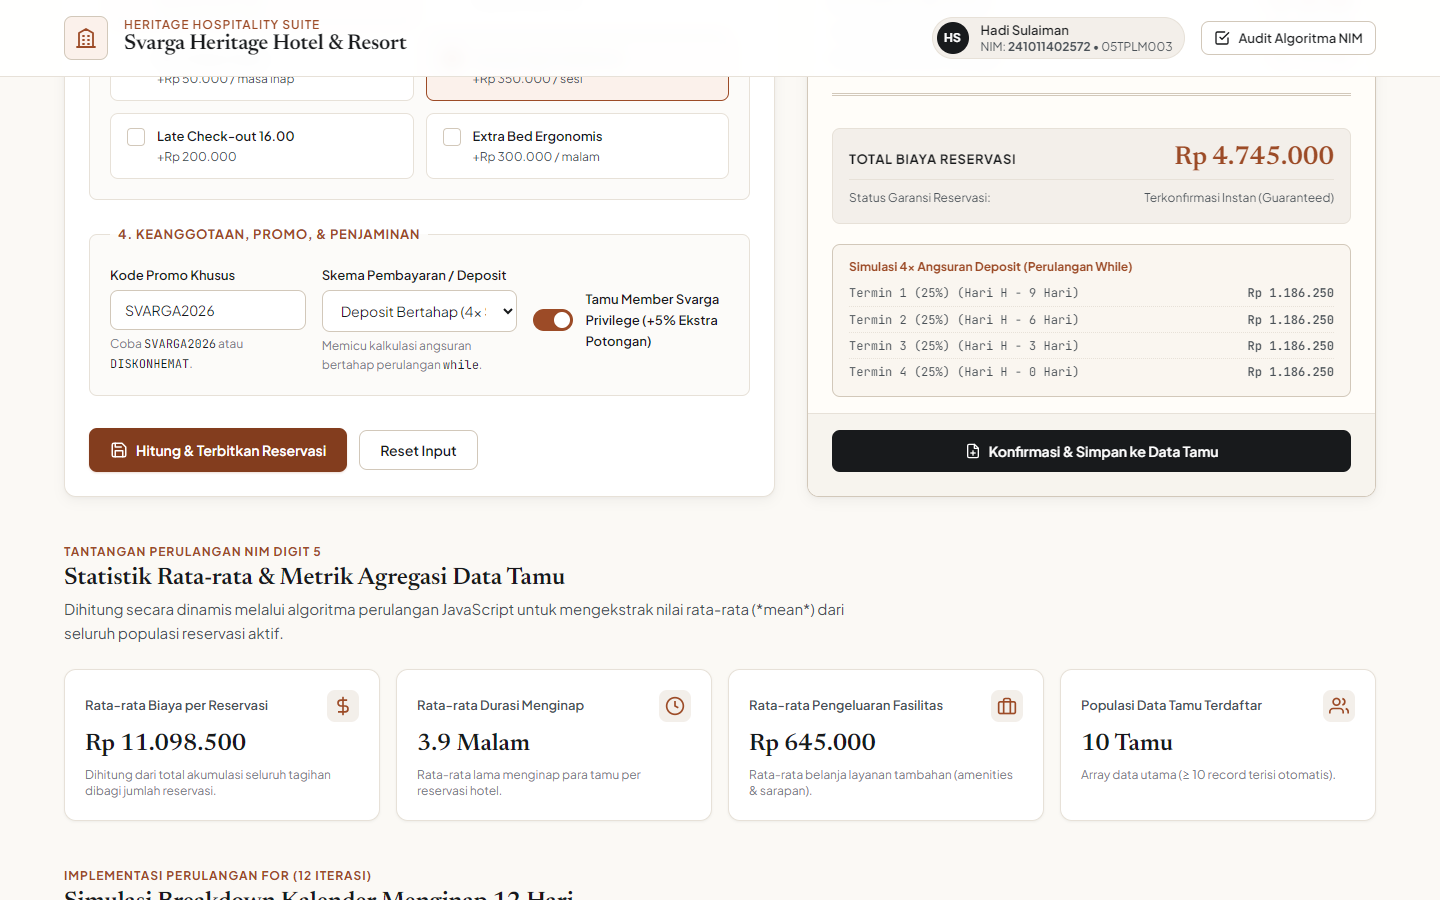 HERITAGE HOSPITALITY SUITE
Svarga Heritage Hotel & Resort
HS
Hadi Sulaiman
NIM: 241011402572 • 05TPLM003
Audit Algoritma NIM
+Rp 50.000 / masa inap
+Rp 350.000 / sesi
Late Check-out 16.00
+Rp 200.000
Extra Bed Ergonomis
+Rp 300.000 / malam
4. KEANGGOTAAN, PROMO, & PENJAMINAN
Kode Promo Khusus
SVARGA2026
Coba SVARGA2026 atau
DISKONHEMAT.
Skema Pembayaran / Deposit
Deposit Bertahap (4x
Memicu kalkulasi angsuran
bertahap perulangan while.
Tamu Member Svarga
Privilege (+5% Ekstra
Potongan)
Hitung & Terbitkan Reservasi
Reset Input
TOTAL BIAYA RESERVASI
Rp 4.745.000
Status Garansi Reservasi:
Terkonfirmasi Instan (Guaranteed)
Simulasi 4x Angsuran Deposit (Perulangan While)
Termin 1 (25%) (Hari H - 9 Hari)
Rp 1.186.250
Termin 2 (25%) (Hari H - 6 Hari)
Rp 1.186.250
Termin 3 (25%) (Hari H - 3 Hari)
Rp 1.186.250
Termin 4 (25%) (Hari H - 0 Hari)
Rp 1.186.250
Konfirmasi & Simpan ke Data Tamu
TANTANGAN PERULANGAN NIM DIGIT 5
Statistik Rata-rata & Metrik Agregasi Data Tamu
Dihitung secara dinamis melalui algoritma perulangan JavaScript untuk mengekstrak nilai rata-rata (*mean*) dari
seluruh populasi reservasi aktif.
Rata-rata Biaya per Reservasi
Rp 11.098.500
Dihitung dari total akumulasi seluruh tagihan
dibagi jumlah reservasi.
Rata-rata Durasi Menginap
3.9 Malam
Rata-rata lama menginap para tamu per
reservasi hotel.
Rata-rata Pengeluaran Fasilitas
Rp 645.000
Rata-rata belanja layanan tambahan (amenities
& sarapan).
Populasi Data Tamu Terdaftar
10 Tamu
Array data utama (≥ 10 record terisi otomatis).
IMPLEMENTASI PERULANGAN FOR (12 ITERASI)
Simulasi Breakdown Kalender Menginap 12 Hari